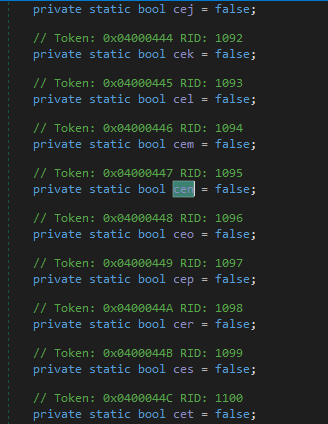 private static bool cej = false;
// Token: 0x04000444 RID: 1092
private static bool cek = false;
// Token: 0x04000445 RID: 1093
private static bool cel = false;
// Token: 0x04000446 RID: 1094
private static bool cem = false;
// Token: 0x04000447 RID: 1095
private static bool cen = false;
// Token: 0x04000448 RID: 1096
private static bool ceo = false;
// Token: 0x04000449 RID: 1097
private static bool cep = false;
// Token: 0x0400044A RID: 1098
private static bool cer = false;
// Token: 0x0400044B RID: 1099
private static bool ces = false;
// Token: 0x0400044C RID: 1100
private static bool cet = false;